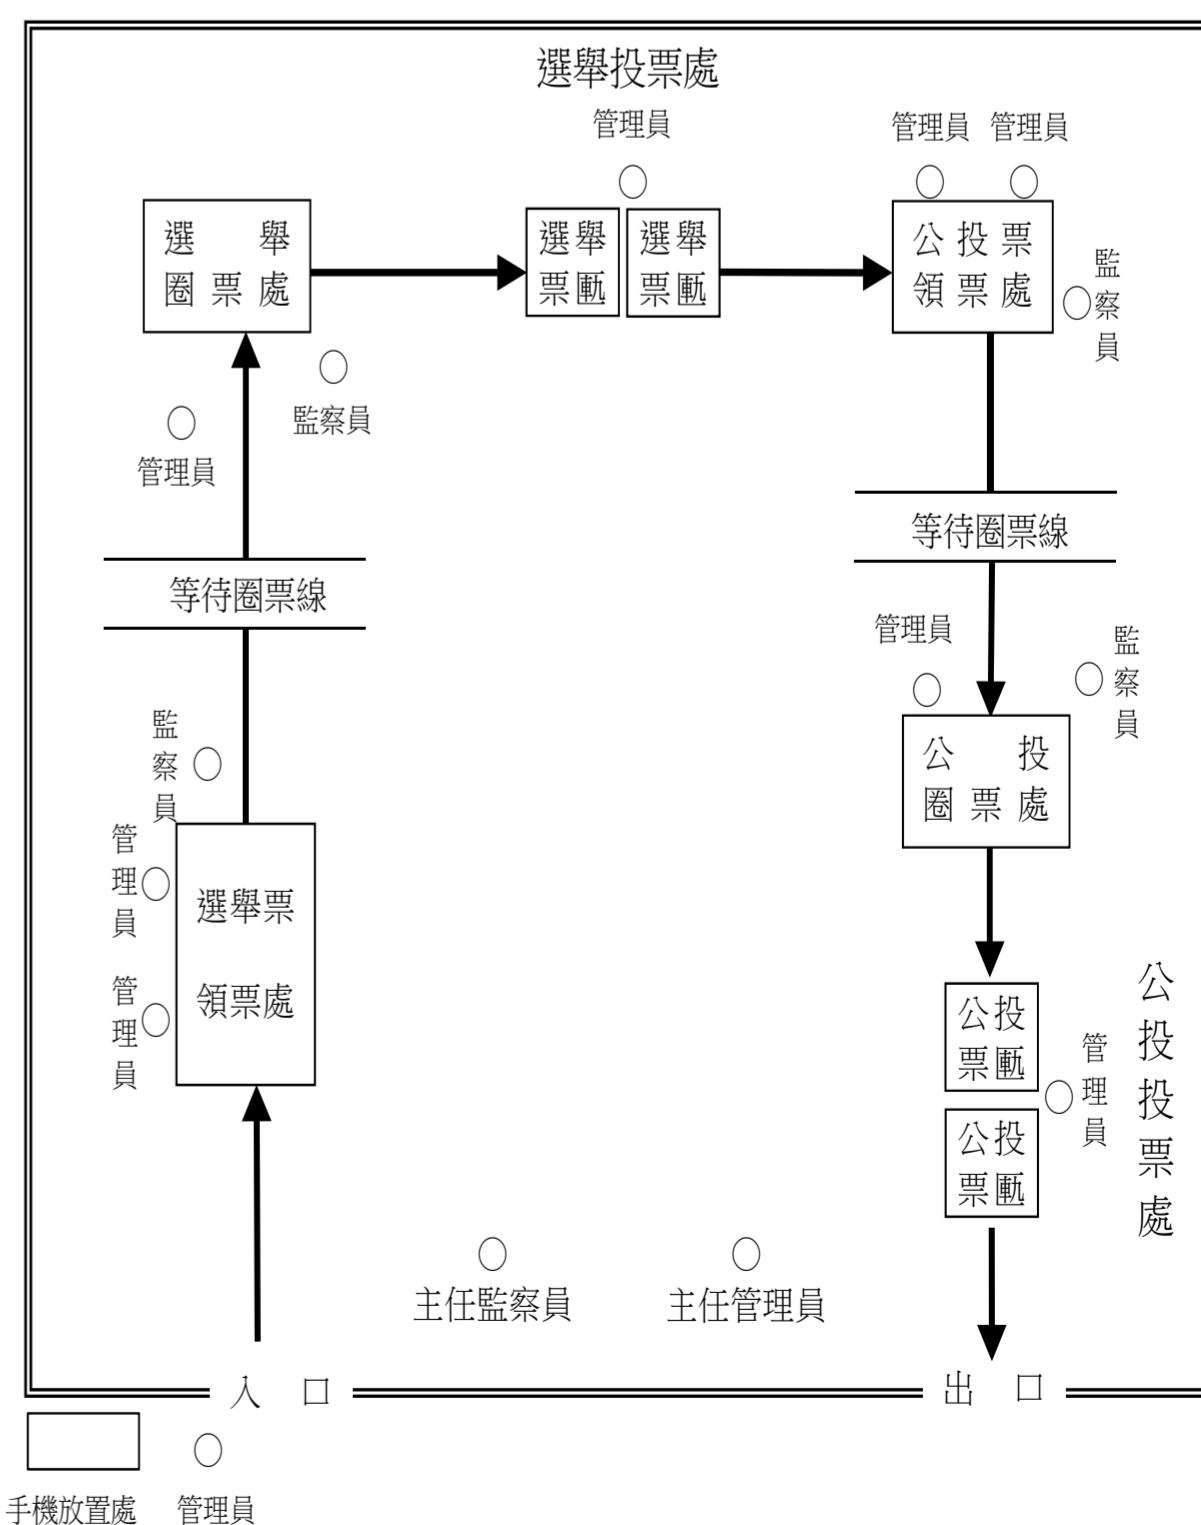 選舉投票處
管理員
管理員 管理員
選舉
圈票處
選舉
票匭
選舉
票匭
公投票
領票處
監察員
監察員
管理員
等待圈票線
等待圈票線
管理員
監察員
公投
圈票處
監察員
管理員
管理員
選舉票
領票處
公投
票匭
公投
票匭
管理員
公投投票處
主任監察員
主任管理員
入口
出口
手機放置處
管理員